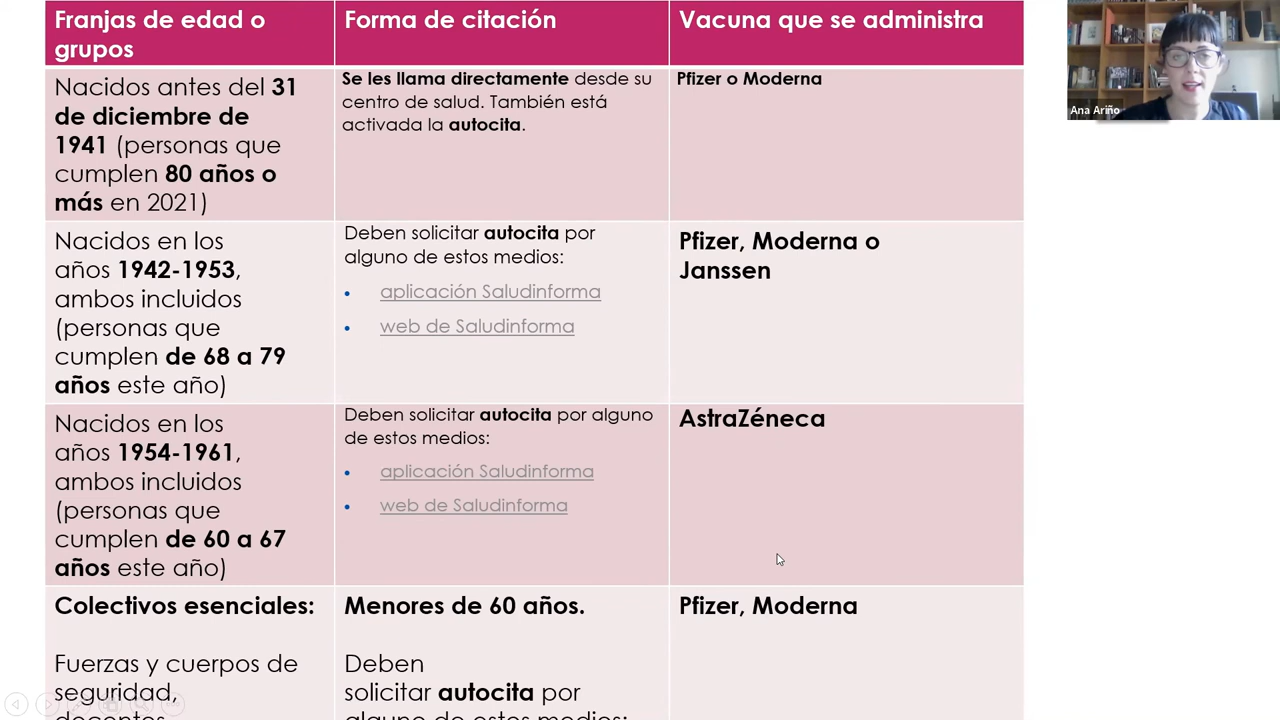 Franjas de edad o
grupos
Forma de citación
Vacuna que se administra
Nacidos antes del 31
de diciembre de
1941 (personas que
cumplen 80 años o
más en 2021)
Se les llama directamente desde su
centro de salud. También está
activada la autocita.
Pfizer o Moderna
Nacidos en los
años 1942-1953,
ambos incluidos
(personas que
cumplen de 68 a 79
años este año)
Deben solicitar autocita por
alguno de estos medios:
• aplicación Saludinforma
• web de Saludinforma
Pfizer, Moderna o
Janssen
Nacidos en los
años 1954-1961,
ambos incluidos
(personas que
cumplen de 60 a 67
años este año)
Deben solicitar autocita por alguno
de estos medios:
• aplicación Saludinforma
• web de Saludinforma
AstraZéneca
Colectivos esenciales:
Fuerzas y cuerpos de
seguridad,
docentes
Menores de 60 años.
Deben
solicitar autocita por
alguno de estos medios:
Pfizer, Moderna
Ana Ariño